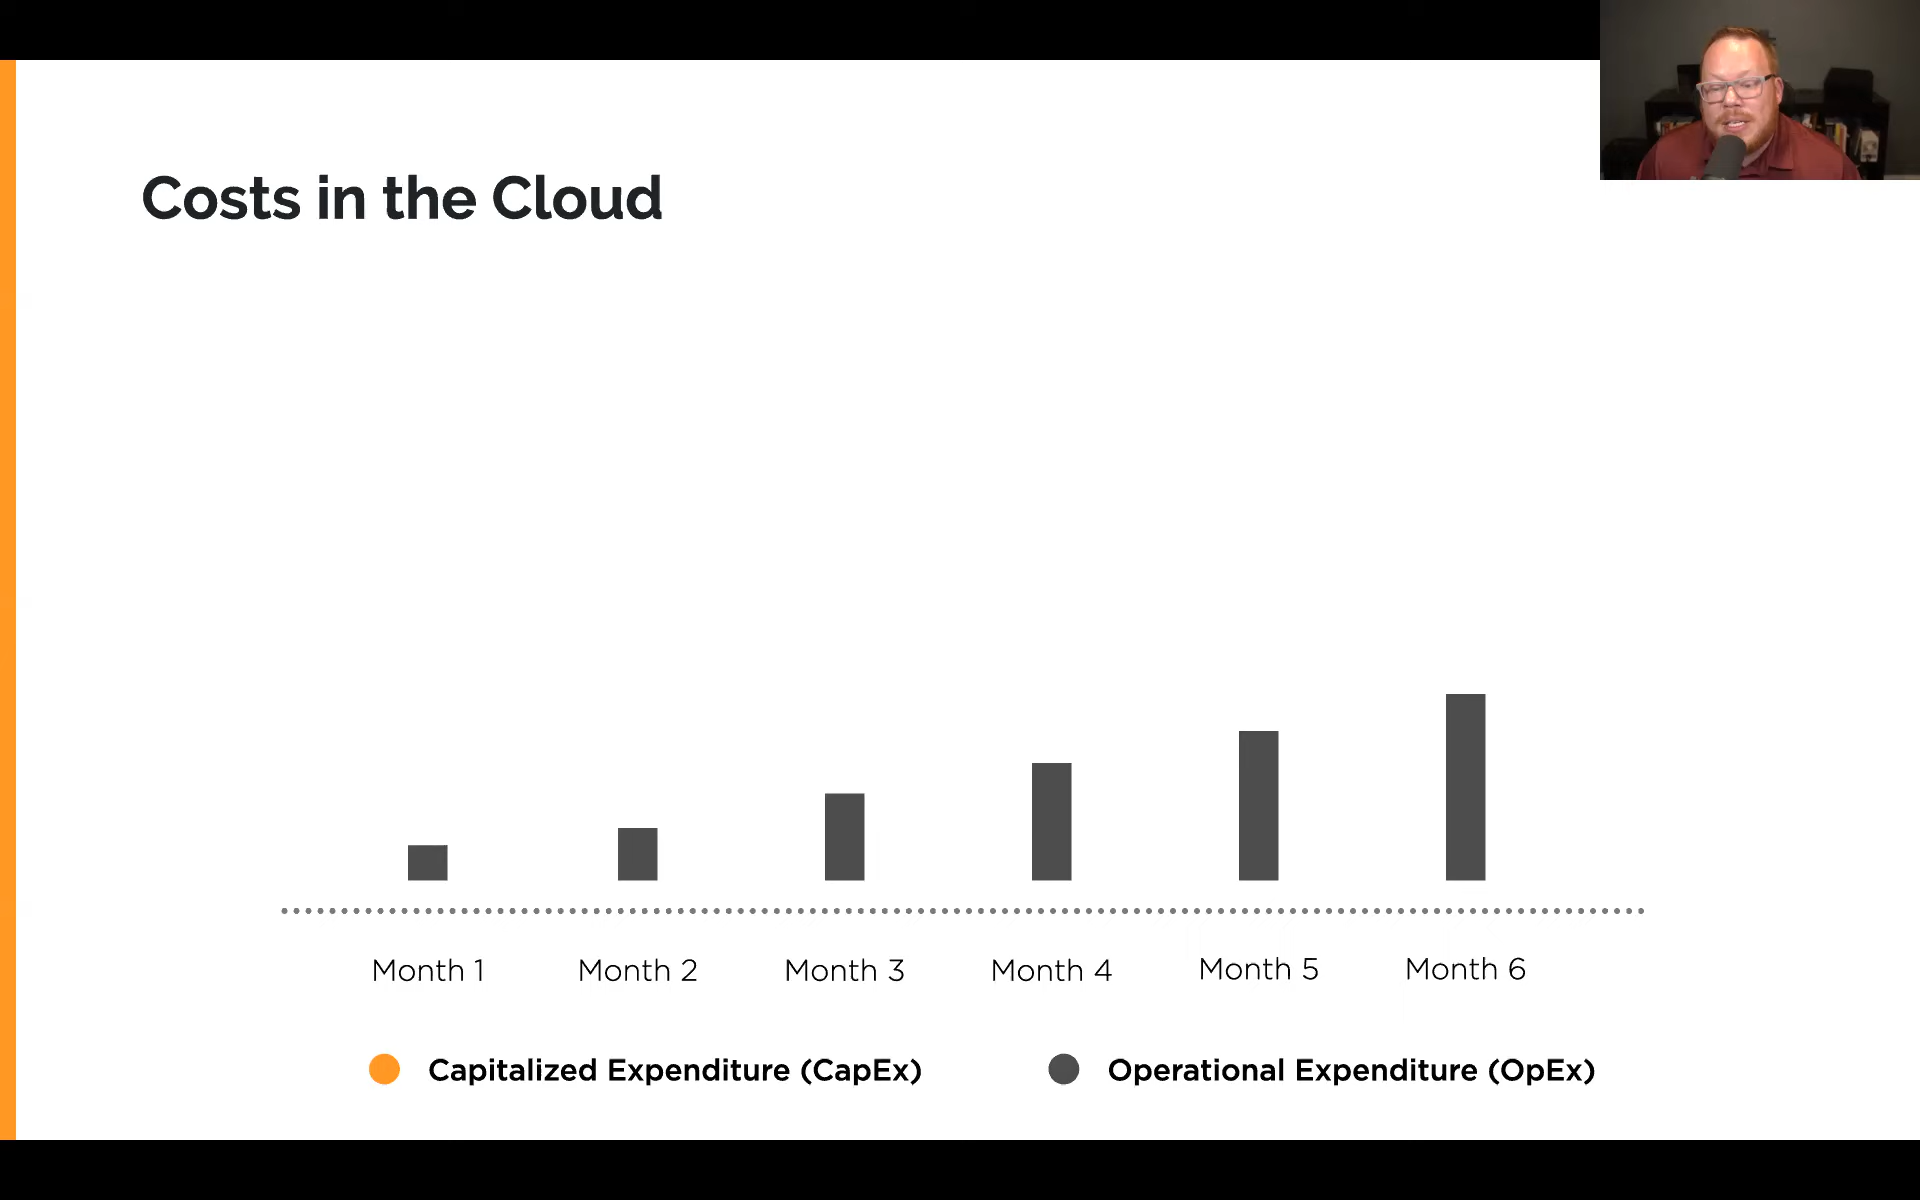 Costs in the Cloud
Month 1
Month 2
Month 3
Month 4
Month 5
Month 6
Capitalized Expenditure (CapEx)
Operational Expenditure (OpEx)